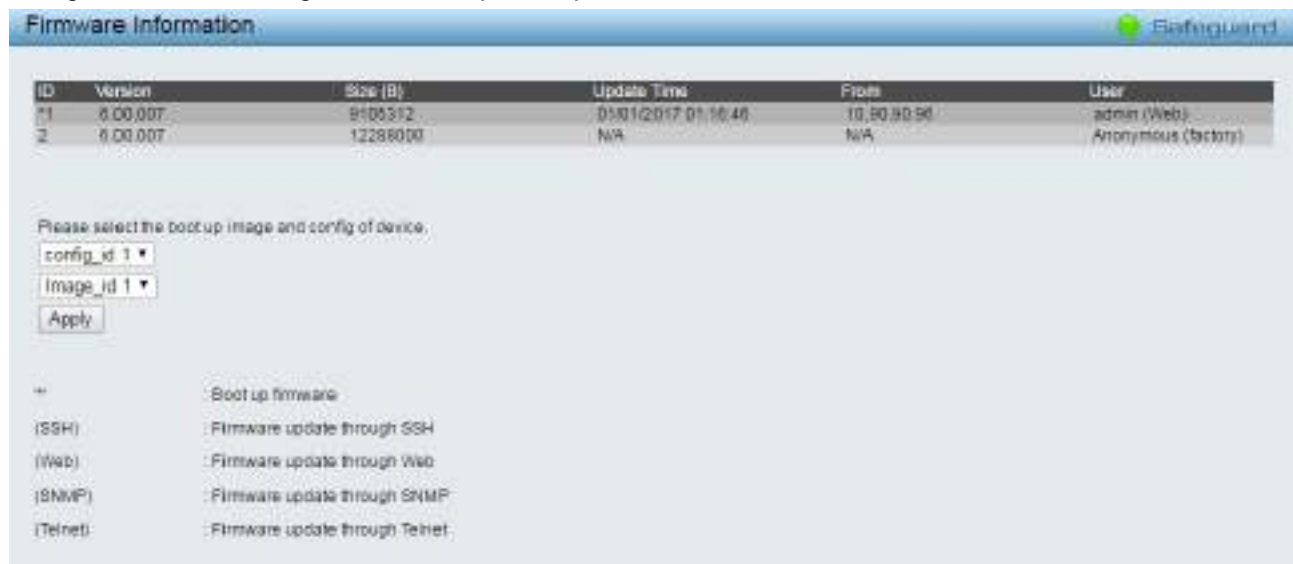 Firmware Information Safeguard
ID Version Size (B) Update Time From User
*1 6.00.007 9106312 01/01/2017 01:16:46 10.90.90.96 admin (Web)
2 6.00.007 12288000 N/A N/A Anonymous (factory)
Please select the boot up image and config of device.
config_id 1
Image_id 1
Apply
"*" : Boot up firmware
(SSH) : Firmware update through SSH
(Web) : Firmware update through Web
(SNMP) : Firmware update through SNMP
(Telnet) : Firmware update through Telnet